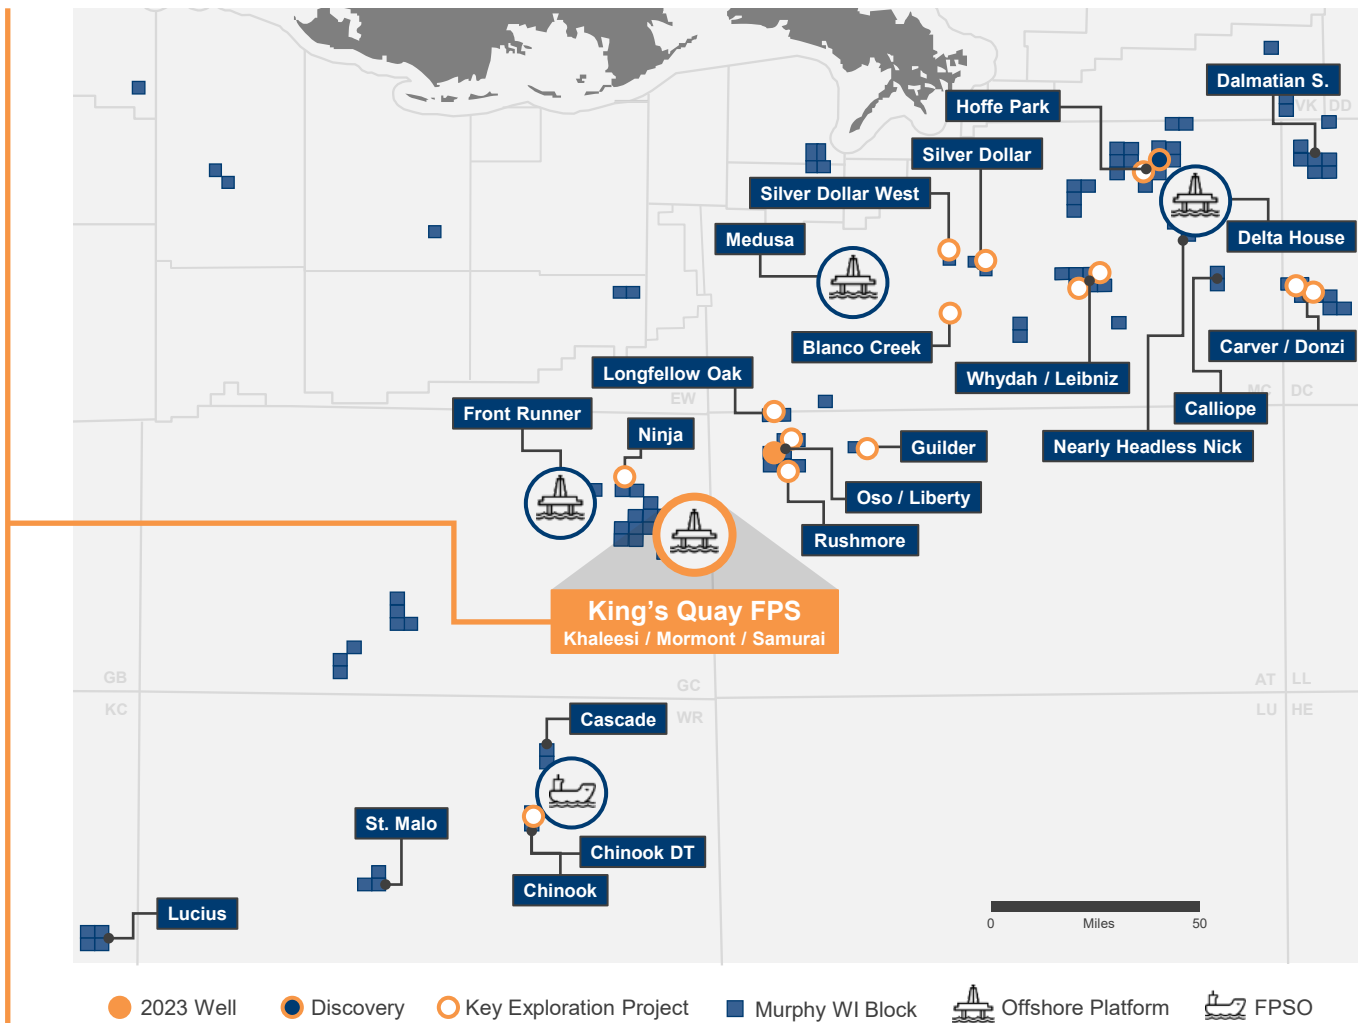 Dalmatian S.
Hoffe Park
VK
DD
Silver Dollar
Silver Dollar West
Medusa
Delta House
Blanco Creek
Carver / Donzi
Longfellow Oak
Whydah / Leibniz
MC
DC
EW
Calliope
Front Runner
Ninja
Guilder
Nearly Headless Nick
Oso / Liberty
Rushmore
King's Quay FPS
Khaleesi / Mormont / Samurai
GB
GC
AT
LL
KC
WR
LU
HE
Cascade
St. Malo
Chinook DT
Chinook
Lucius
0 Miles 50
2023 Well
Discovery
Key Exploration Project
Murphy WI Block
Offshore Platform
FPSO